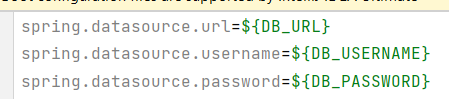 spring.datasource.url=${DB_URL}
spring.datasource.username=${DB_USERNAME}
spring.datasource.password=${DB_PASSWORD}